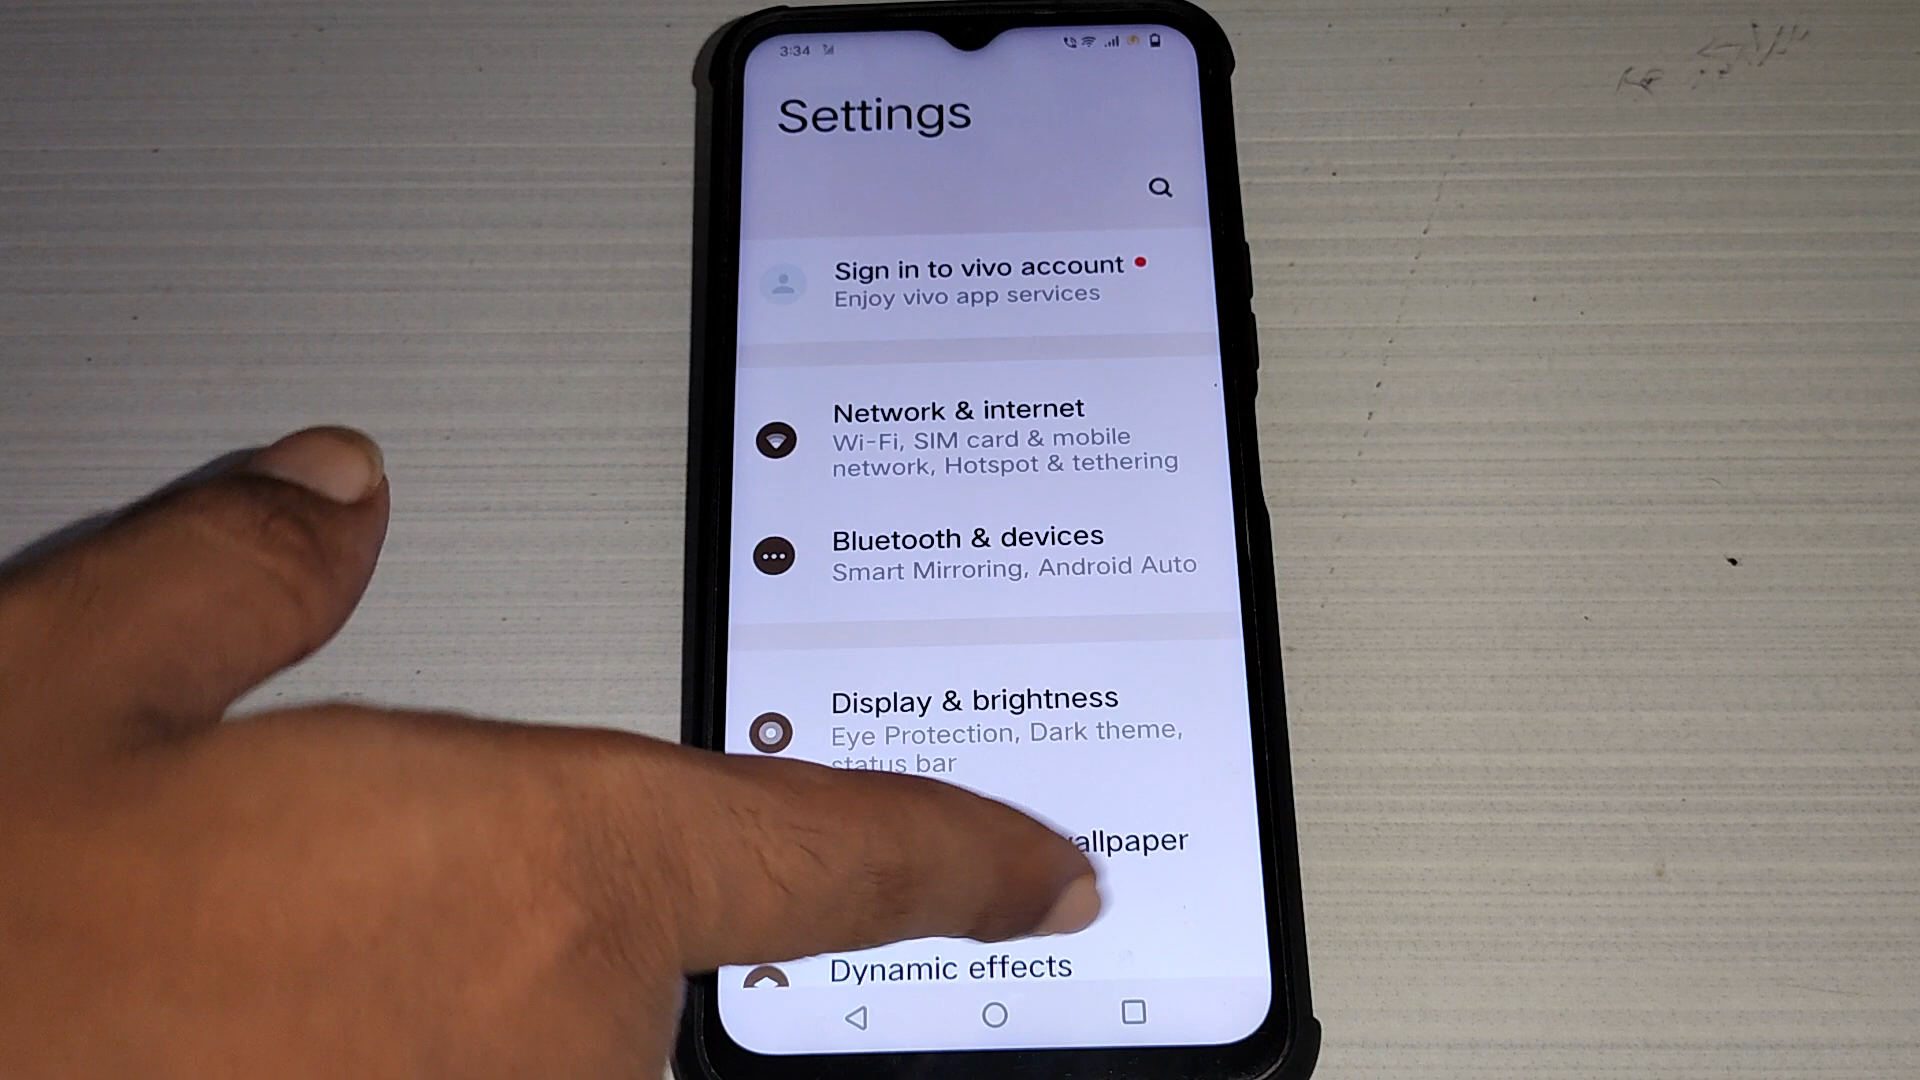 3:34
Settings
Sign in to vivo account
Enjoy vivo app services
Network & internet
Wi-Fi, SIM card & mobile
network, Hotspot & tethering
Bluetooth & devices
Smart Mirroring, Android Auto
Display & brightness
Eye Protection, Dark theme,
status bar
allpaper
Dynamic effects